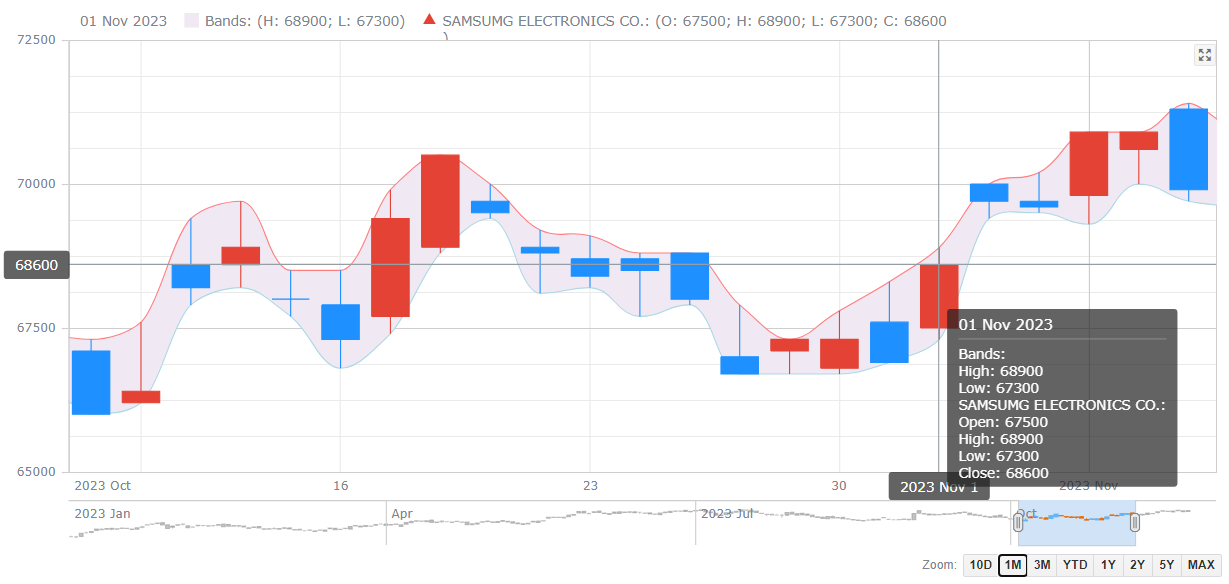 01 Nov 2023 Bands: (H: 68900; L: 67300) SAMSUMG ELECTRONICS CO.: (O: 67500; H: 68900; L: 67300; C: 68600
)
72500
70000
68600
67500
01 Nov 2023
Bands:
High: 68900
Low: 67300
SAMSUMG ELECTRONICS CO.:
Open: 67500
High: 68900
Low: 67300
Close: 68600
65000
2023 Oct 16 23 30 2023 Nov 1 2023 Nov
2023 Jan Apr 2023 Jul Oct
Zoom: 10D 1M 3M YTD 1Y 2Y 5Y MAX